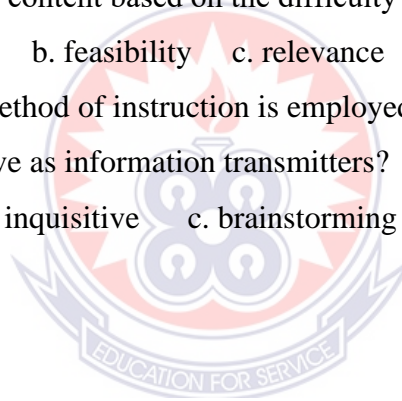 content based on the difficulty
b. feasibility c. relevance
ethod of instruction is employed
ve as information transmitters?
inquisitive c. brainstorming
EDUCATION FOR SERVICE